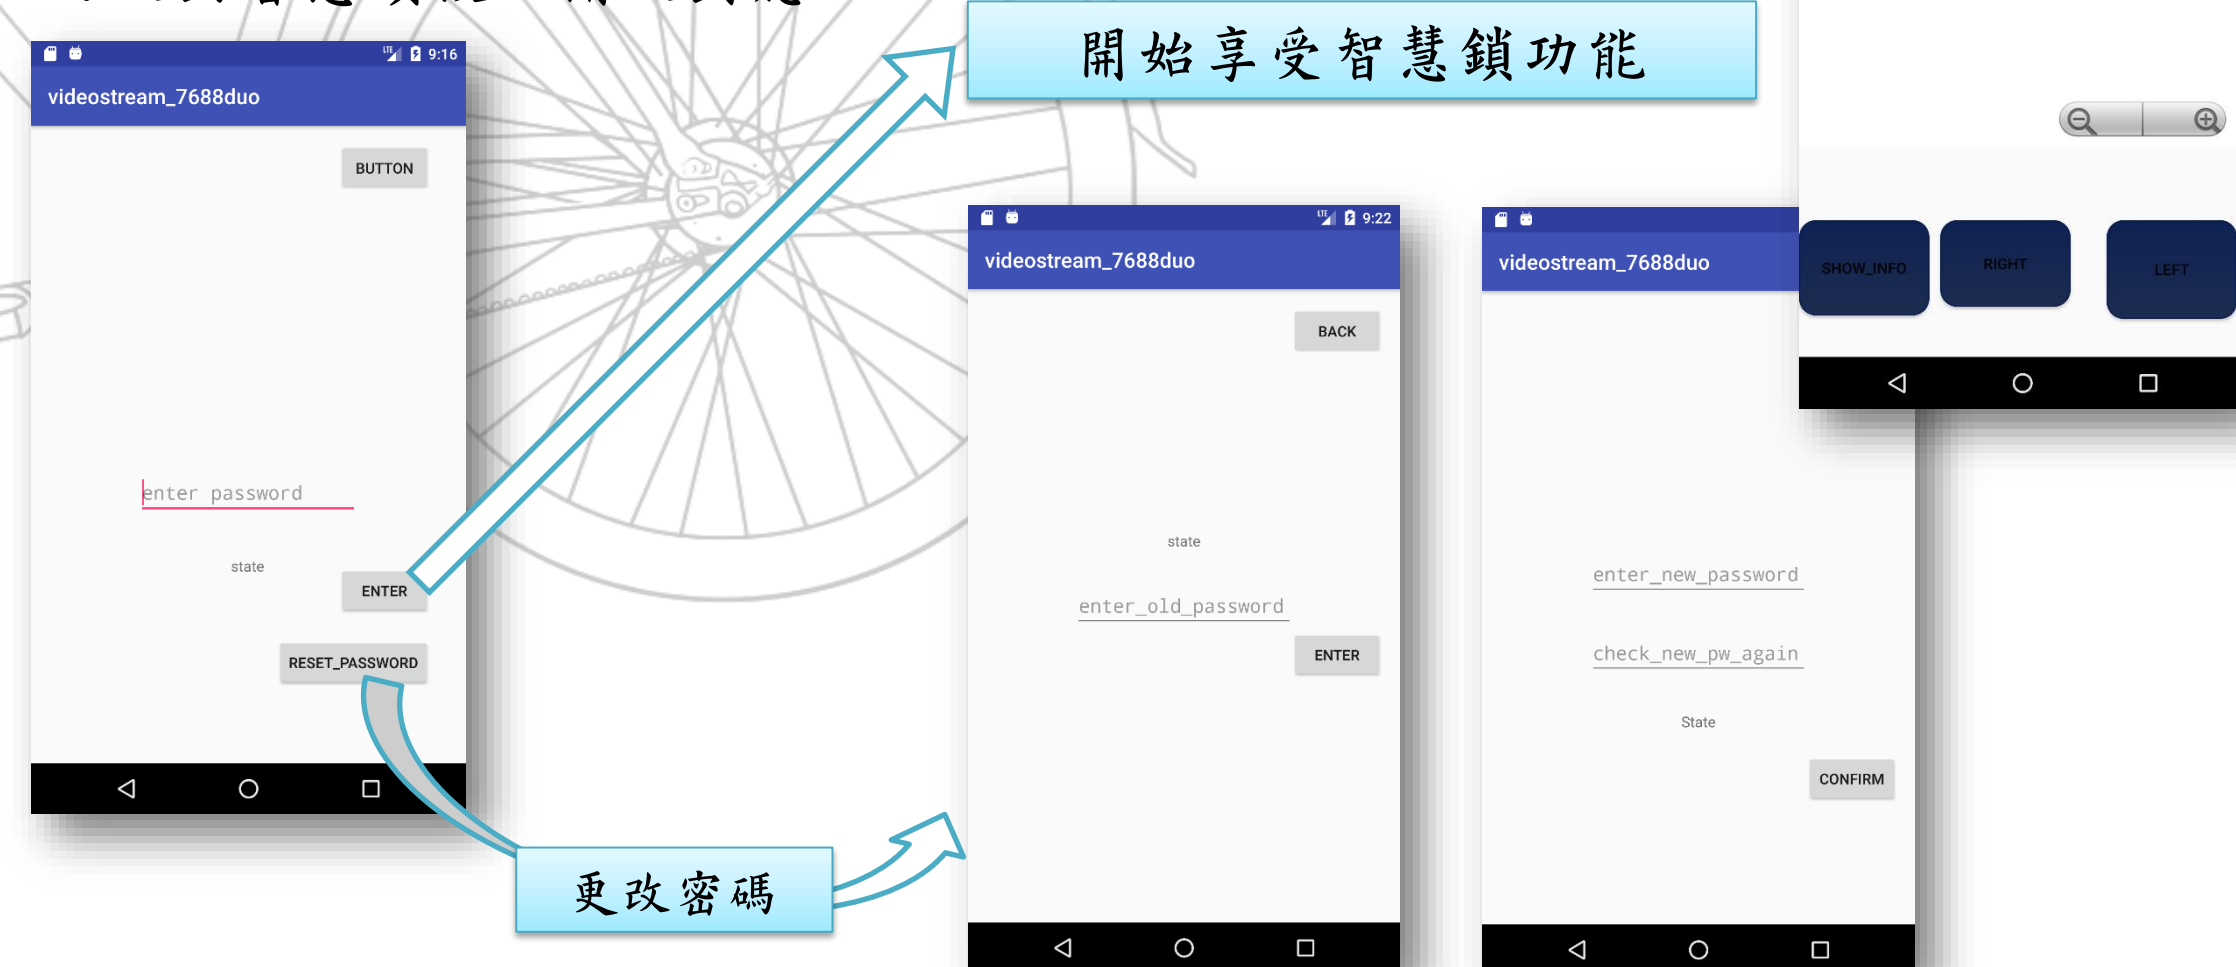 開始享受智慧鎖功能
9:16
videostream_7688duo
BUTTON
enter password
state
ENTER
RESET_PASSWORD
更改密碼
LTE
9:22
videostream_7688duo
BACK
state
enter_old_password
ENTER
videostream_7688duo
enter_new_password
check_new_pw_again
State
CONFIRM
SHOW_INFO
RIGHT
LEFT